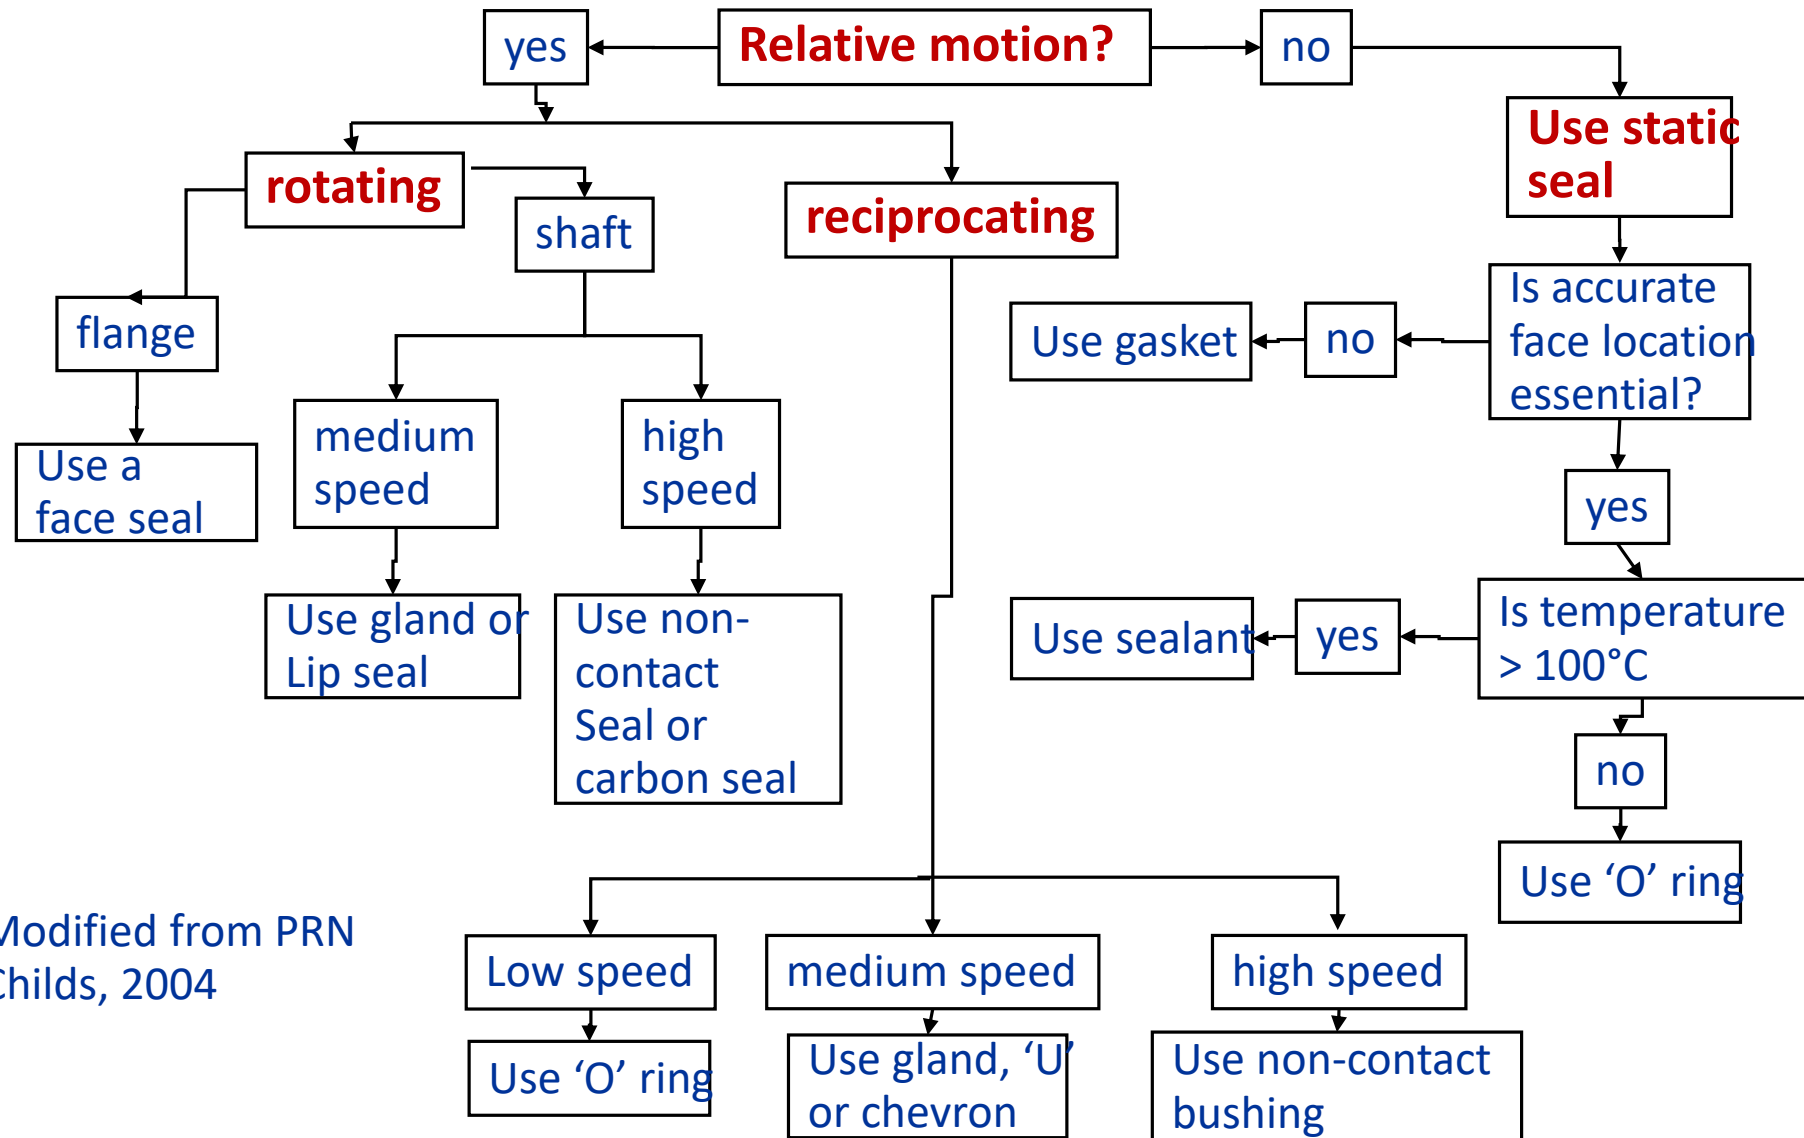 yes
Relative motion?
no
Use static
seal
rotating
shaft
reciprocating
flange
Is accurate
face location
essential?
no
Use gasket
medium
speed
high
speed
Use a
face seal
yes
Use gland or
Lip seal
Use non-
contact
Seal or
carbon seal
Is temperature
> 100°C
yes
Use sealant
no
Use ‘O’ ring
Modified from PRN
Childs, 2004
Low speed
medium speed
high speed
Use ‘O’ ring
Use gland, ‘U’
or chevron
Use non-contact
bushing